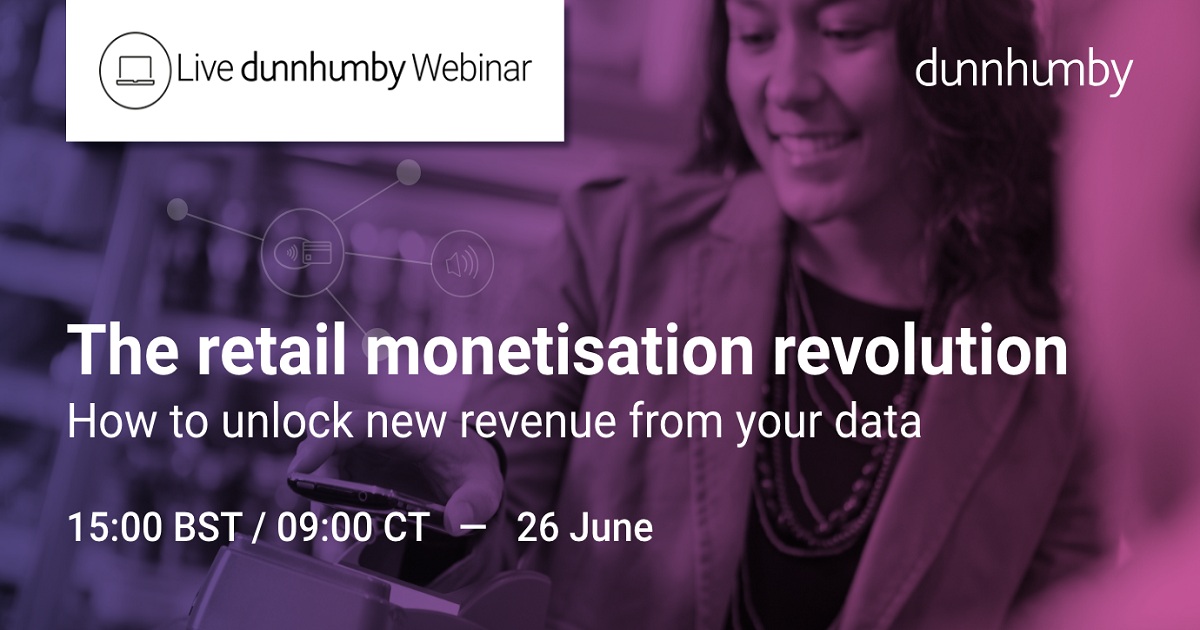 Live dunnhumby Webinar
dunnhumby
The retail monetisation revolution
How to unlock new revenue from your data
15:00 BST / 09:00 CT — 26 June